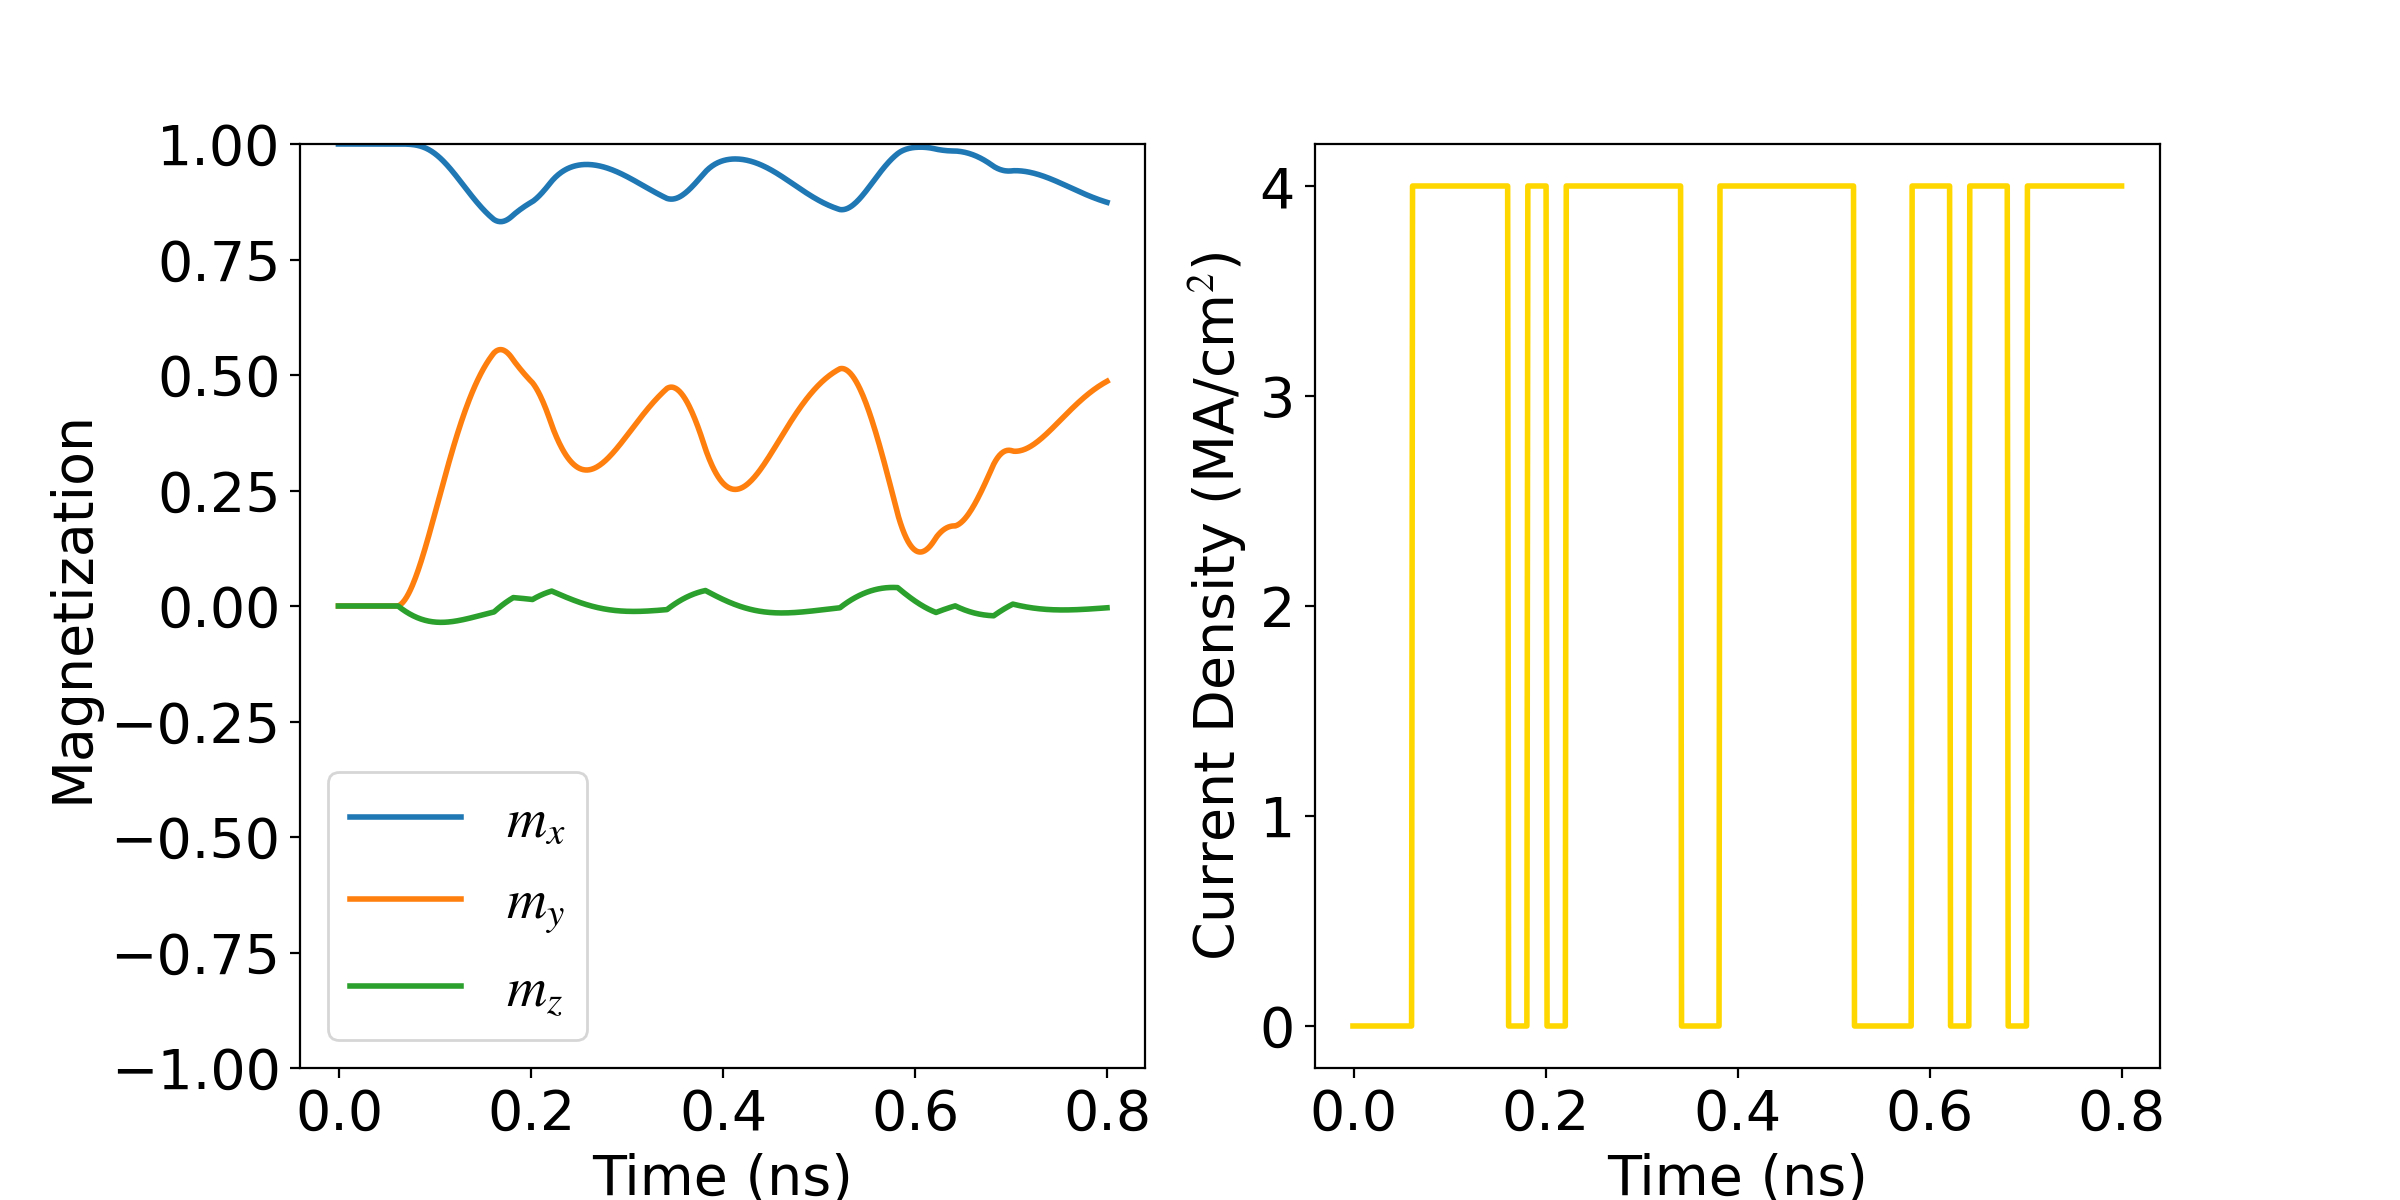 Magnetization
1.00
0.75
0.50
0.25
0.00
−0.25
−0.50
−0.75
−1.00
m_x
m_y
m_z
0.0 0.2 0.4 0.6 0.8
Time (ns)
Current Density (MA/cm²)
4
3
2
1
0
0.0 0.2 0.4 0.6 0.8
Time (ns)